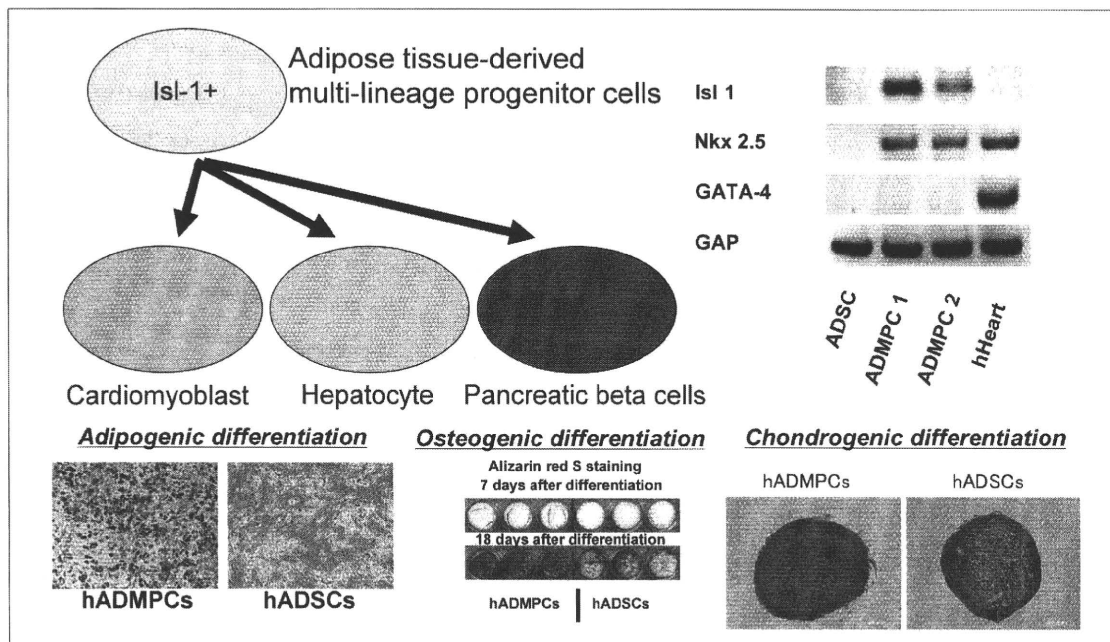 Isl-1+
Adipose tissue-derived
multi-lineage progenitor cells
Cardiomyoblast
Hepatocyte
Pancreatic beta cells
Isl 1
Nkx 2.5
GATA-4
GAP
ADSC
ADMPC 1
ADMPC 2
hHeart
Adipogenic differentiation
hADMPCs
hADSCs
Osteogenic differentiation
Alizarin red S staining
7 days after differentiation
18 days after differentiation
hADMPCs
hADSCs
Chondrogenic differentiation
hADMPCs
hADSCs